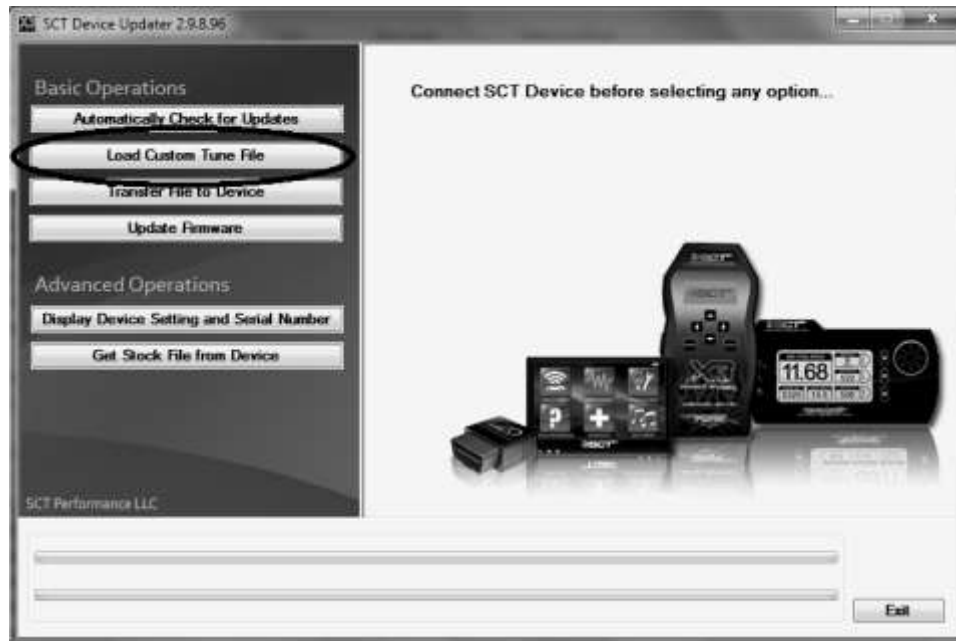 SCT Device Updater 2.9.8.96
Basic Operations
Automatically Check for Updates
Load Custom Tune File
Transfer File to Device
Update Firmware
Advanced Operations
Display Device Setting and Serial Number
Get Stock File from Device
SCT Performance LLC
Connect SCT Device before selecting any option...
SCT
SCT
11.68
Exit